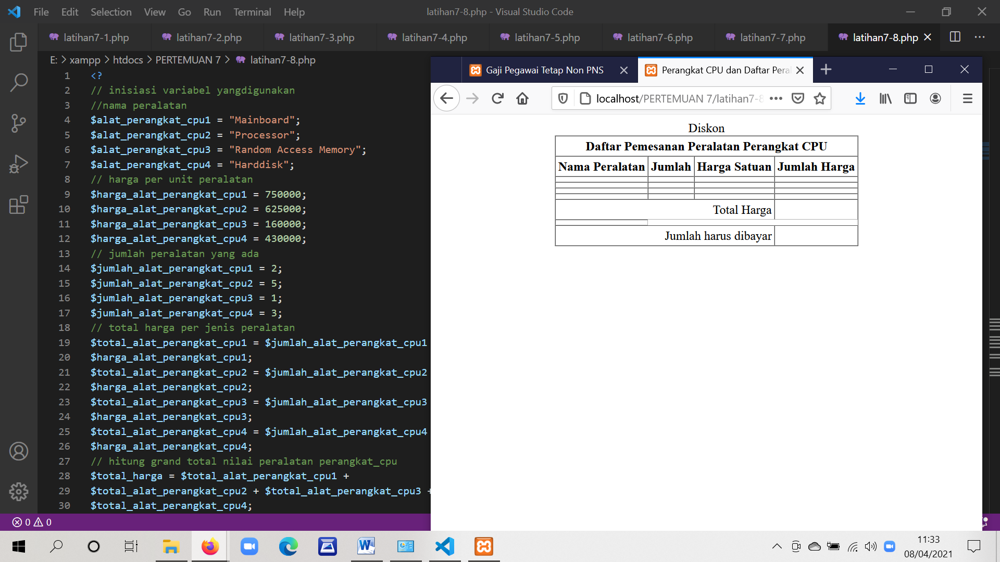 File Edit Selection View Go Run Terminal Help
latihan7-8.php - Visual Studio Code
latihan7-1.php latihan7-2.php latihan7-3.php latihan7-4.php latihan7-5.php latihan7-6.php latihan7-7.php latihan7-8.php
E: > xampp > htdocs > PERTEMUAN 7 > latihan7-8.php
1 <?
2 // inisiasi variabel yangdigunakan
3 //nama peralatan
4 $alat_perangkat_cpu1 = "Mainboard";
5 $alat_perangkat_cpu2 = "Processor";
6 $alat_perangkat_cpu3 = "Random Access Memory";
7 $alat_perangkat_cpu4 = "Harddisk";
8 // harga per unit peralatan
9 $harga_alat_perangkat_cpu1 = 750000;
10 $harga_alat_perangkat_cpu2 = 625000;
11 $harga_alat_perangkat_cpu3 = 160000;
12 $harga_alat_perangkat_cpu4 = 430000;
13 // jumlah peralatan yang ada
14 $jumlah_alat_perangkat_cpu1 = 2;
15 $jumlah_alat_perangkat_cpu2 = 5;
16 $jumlah_alat_perangkat_cpu3 = 1;
17 $jumlah_alat_perangkat_cpu4 = 3;
18 // total harga per jenis peralatan
19 $total_alat_perangkat_cpu1 = $jumlah_alat_perangkat_cpu1
20 $harga_alat_perangkat_cpu1;
21 $total_alat_perangkat_cpu2 = $jumlah_alat_perangkat_cpu2
22 $harga_alat_perangkat_cpu2;
23 $total_alat_perangkat_cpu3 = $jumlah_alat_perangkat_cpu3
24 $harga_alat_perangkat_cpu3;
25 $total_alat_perangkat_cpu4 = $jumlah_alat_perangkat_cpu4
26 $harga_alat_perangkat_cpu4;
27 // hitung grand total nilai peralatan perangkat_cpu
28 $total_harga = $total_alat_perangkat_cpu1 +
29 $total_alat_perangkat_cpu2 + $total_alat_perangkat_cpu3 +
30 $total_alat_perangkat_cpu4;
0 0
Gaji Pegawai Tetap Non PNS
Perangkat CPU dan Daftar Peral
localhost/PERTEMUAN 7/latihan7-8
Diskon
Daftar Pemesanan Peralatan Perangkat CPU
Nama Peralatan Jumlah Harga Satuan Jumlah Harga
Total Harga
Jumlah harus dibayar
11:33
08/04/2021